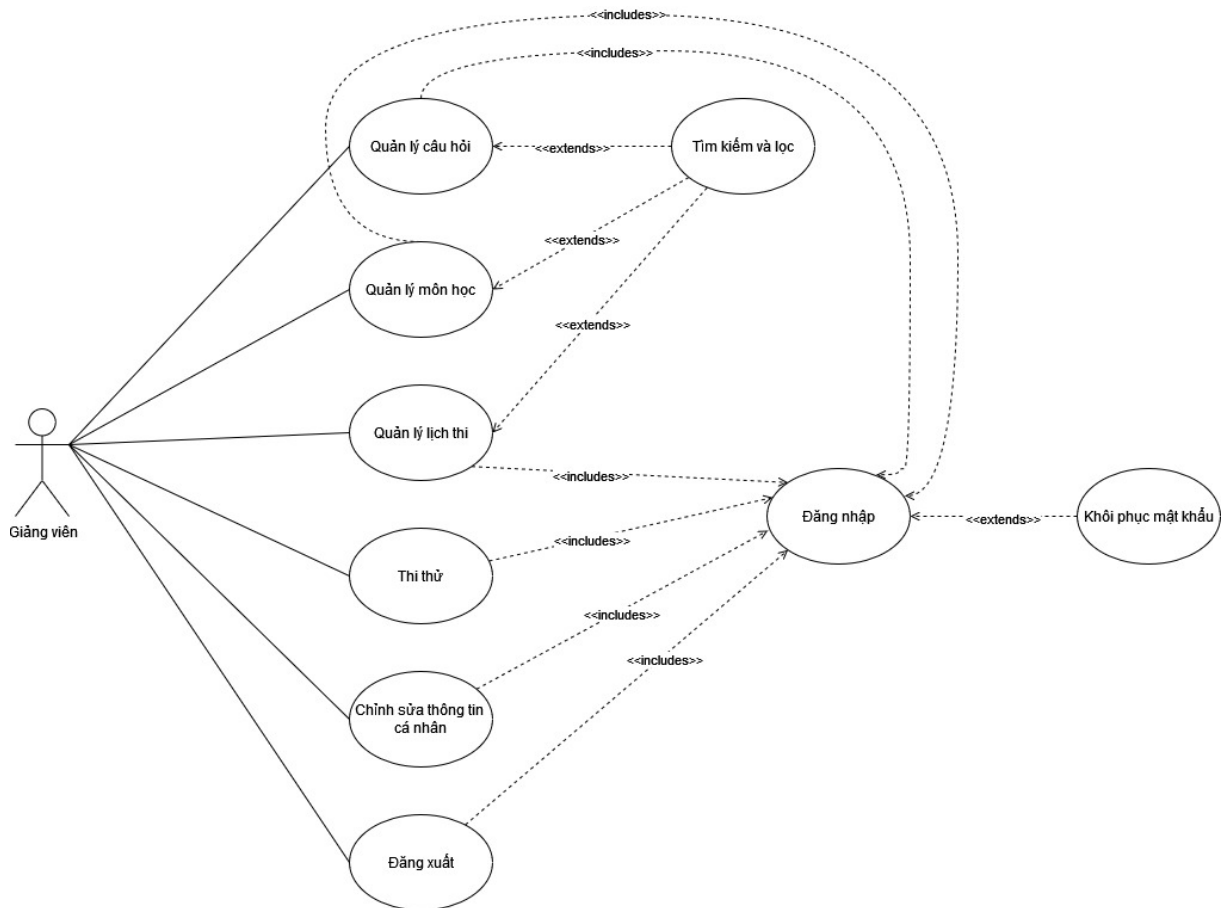 <<includes>>
<<includes>>
Quản lý câu hỏi
<<extends>>
Tìm kiếm và lọc
<<extends>>
Quản lý môn học
<<extends>>
Quản lý lịch thi
<<includes>>
Giảng viên
Đăng nhập
<<extends>>
Khôi phục mật khẩu
<<includes>>
Thi thử
<<includes>>
<<includes>>
Chỉnh sửa thông tin
cá nhân
Đăng xuất